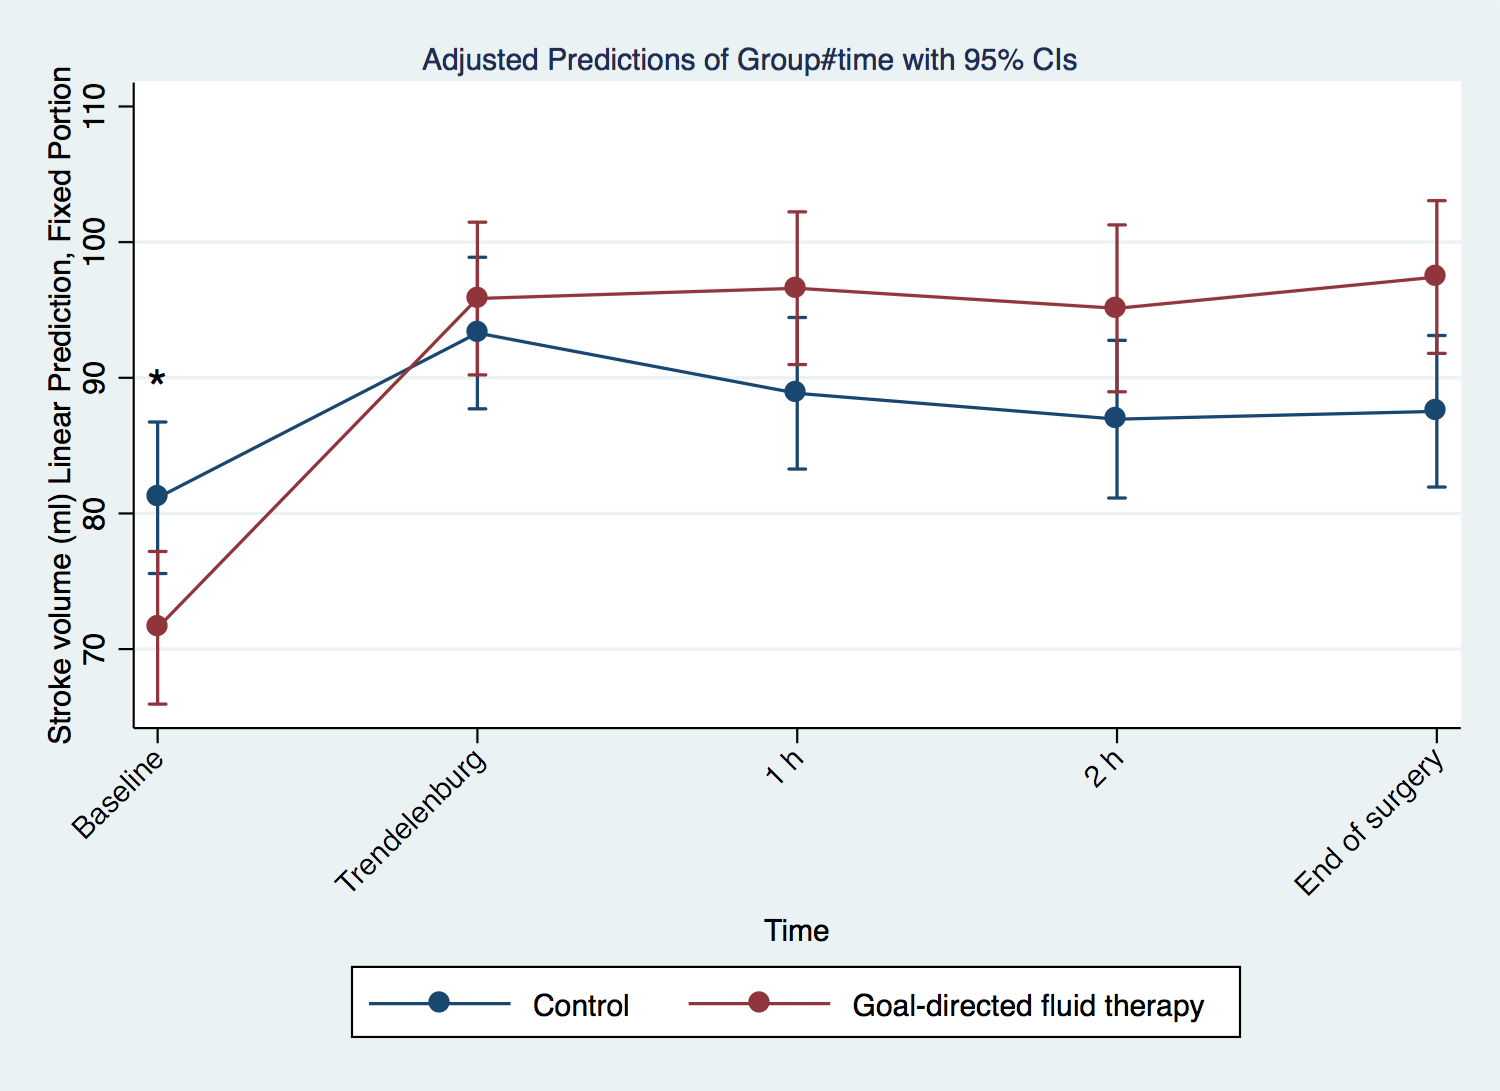 Adjusted Predictions of Group#time with 95% CIs
Stroke volume (ml) Linear Prediction, Fixed Portion
110
100
90
80
70
*
Baseline
Trendelenburg
1 h
2 h
End of surgery
Time
Control
Goal-directed fluid therapy